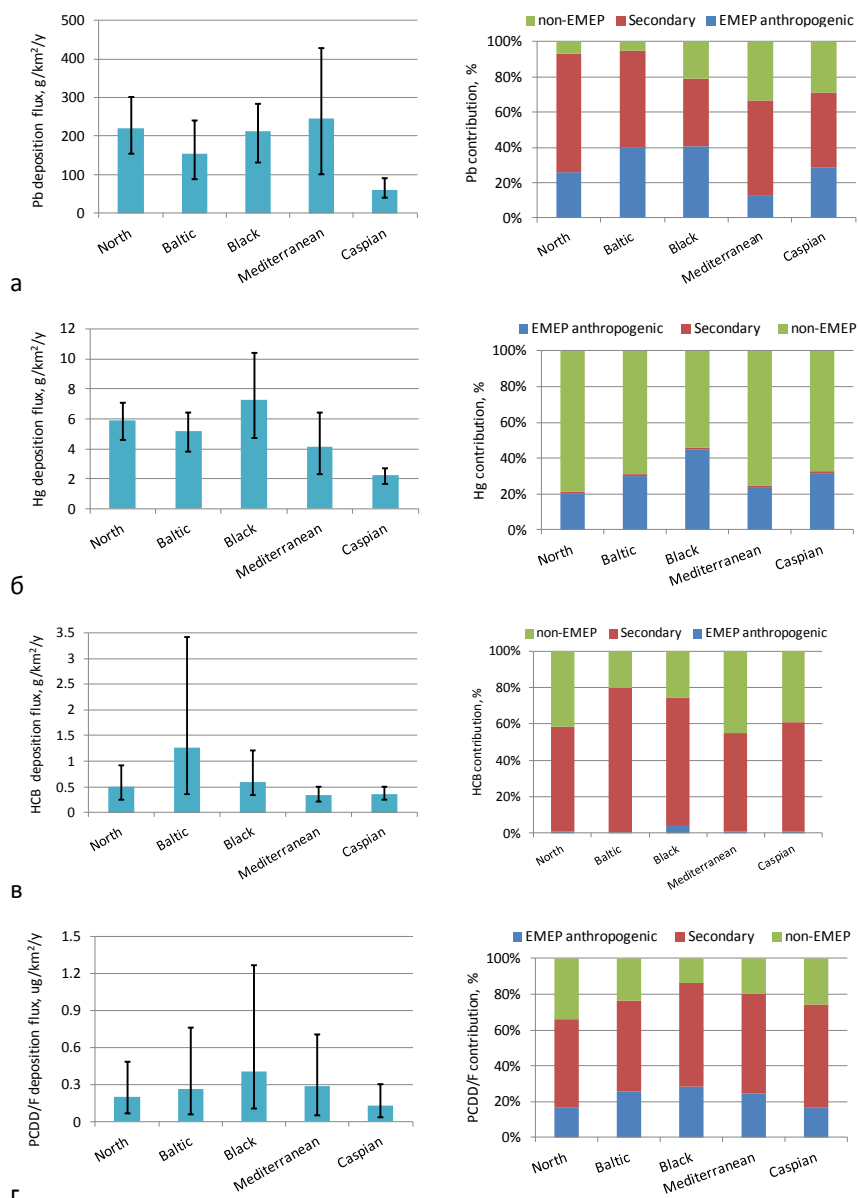 Pb deposition flux, g/km²/y
500
400
300
200
100
0
North
Baltic
Black
Mediterranean
Caspian
non-EMEP Secondary EMEP anthropogenic
Pb contribution, %
100%
80%
60%
40%
20%
0%
North
Baltic
Black
Mediterranean
Caspian
а
Hg deposition flux, g/km²/y
12
10
8
6
4
2
0
North
Baltic
Black
Mediterranean
Caspian
EMEP anthropogenic Secondary non-EMEP
Hg contribution, %
100%
80%
60%
40%
20%
0%
North
Baltic
Black
Mediterranean
Caspian
б
HCB deposition flux, g/km²/y
3.5
3
2.5
2
1.5
1
0.5
0
North
Baltic
Black
Mediterranean
Caspian
non-EMEP Secondary EMEP anthropogenic
HCB contribution, %
100%
80%
60%
40%
20%
0%
North
Baltic
Black
Mediterranean
Caspian
в
PCDD/F deposition flux, ug/km²/y
1.5
1.2
0.9
0.6
0.3
0
North
Baltic
Black
Mediterranean
Caspian
EMEP anthropogenic Secondary non-EMEP
PCDD/F contribution, %
100%
80%
60%
40%
20%
0%
North
Baltic
Black
Mediterranean
Caspian
г